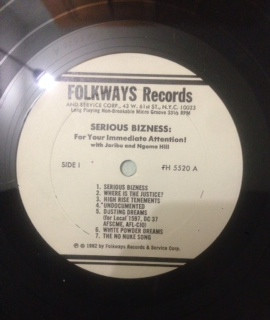 FOLKWAYS Records
AND SERVICE CORP., 43 W. 61st ST., N.Y.C. 10023
Long Playing Non-Breakable Micro Groove 33⅓ RPM
SERIOUS BIZNESS:
For Your Immediate Attention!
with Jaribu and Ngoma Hill
SIDE I
FH 5520 A
1. SERIOUS BIZNESS
2. WHERE IS THE JUSTICE?
3. HIGH RISE TENEMENTS
4. UNDOCUMENTED
5. DUSTING DREAMS
(for Local 1597, DC 37
AFSCME, AFL-CIO)
6. WHITE POWDER DREAMS
7. THE NO NUKE SONG
℗ © 1982 by Folkways Records & Service Corp.